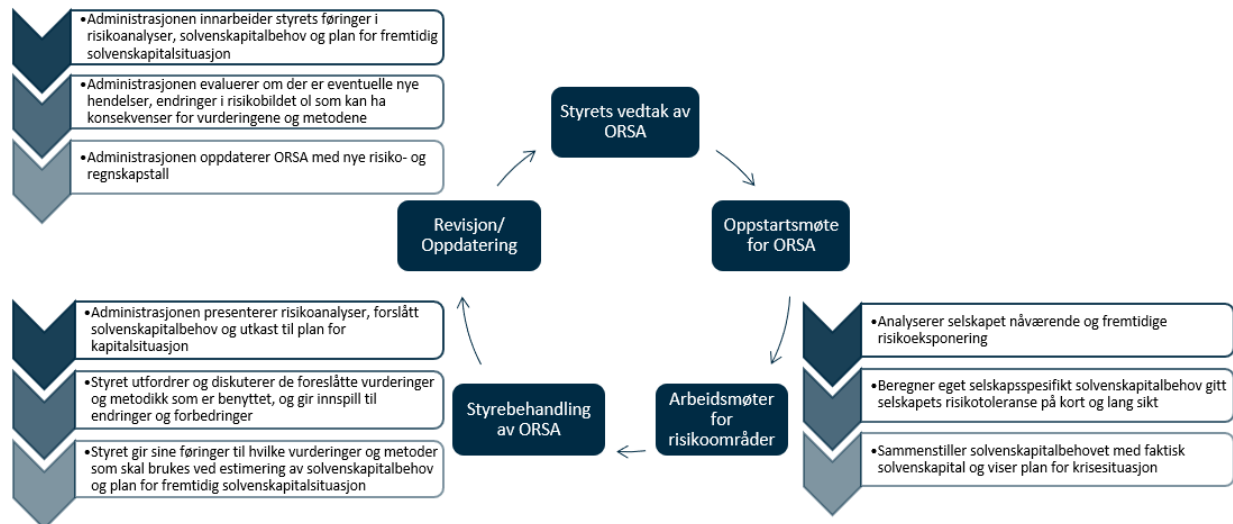 •Administrasjonen innarbeider styrets føringer i
risikoanalyser, solvenskapitalbehov og plan for fremtidig
solvenskapitalsituasjon
•Administrasjonen evaluerer om der er eventuelle nye
hendelser, endringer i risikobildet ol som kan ha
konsekvenser for vurderingene og metodene
•Administrasjonen oppdaterer ORSA med nye risiko- og
regnskapstall
Styrets vedtak av
ORSA
Revisjon/
Oppdatering
Oppstartsmøte
for ORSA
•Administrasjonen presenterer risikoanalyser, forslått
solvenskapitalbehov og utkast til plan for
kapitalsituasjon
•Styret utfordrer og diskuterer de foreslåtte vurderinger
og metodikk som er benyttet, og gir innspill til
endringer og forbedringer
•Styret gir sine føringer til hvilke vurderinger og metoder
som skal brukes ved estimering av solvenskapitalbehov
og plan for fremtidig solvenskapitalsituasjon
Styrebehandling
av ORSA
Arbeidsmøter
for
risikoområder
•Analyserer selskapet nåværende og fremtidige
risikoeksponering
•Beregner eget selskapsspesifikt solvenskapitalbehov gitt
selskapets risikotoleranse på kort og lang sikt
•Sammenstiller solvenskapitalbehovet med faktisk
solvenskapital og viser plan for krisesituasjon